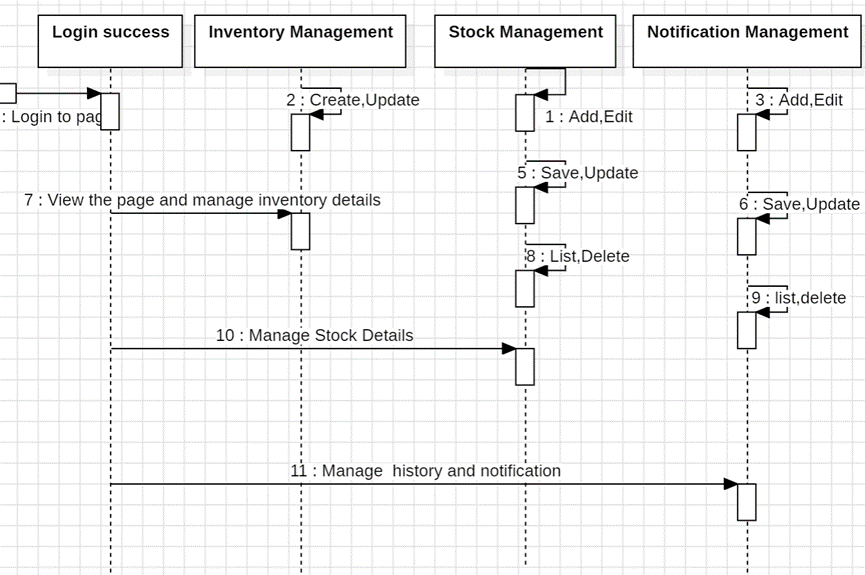 Login success
Inventory Management
Stock Management
Notification Management
2 : Create,Update
3 : Add,Edit
: Login to pag
1 : Add,Edit
5 : Save,Update
7 : View the page and manage inventory details
6 : Save,Update
8 : List,Delete
9 : list,delete
10 : Manage Stock Details
11 : Manage  history and notification